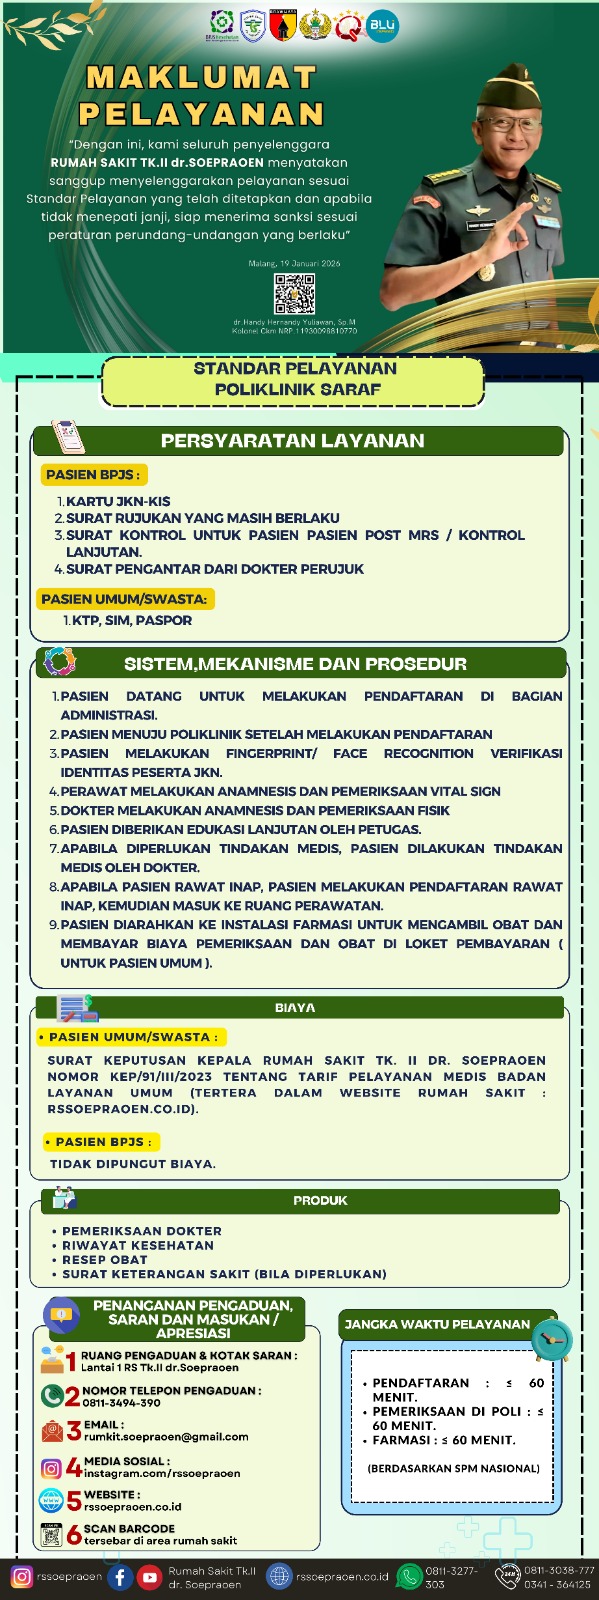 MAKLUMAT
PELAYANAN
"Dengan ini, kami seluruh penyelenggara
RUMAH SAKIT TK.II dr.SOEPRAOEN menyatakan
sanggup menyelenggarakan pelayanan sesuai
Standar Pelayanan yang telah ditetapkan dan apabila
tidak menepati janji, siap menerima sanksi sesuai
peraturan perundang-undangan yang berlaku"
Malang, 19 Januari 2026
dr.Handy Hernandy Yuliawan, Sp.M
Kolonel Ckm NRP.11930098810770
STANDAR PELAYANAN
POLIKLINIK SARAF
PERSYARATAN LAYANAN
PASIEN BPJS :
1. KARTU JKN-KIS
2. SURAT RUJUKAN YANG MASIH BERLAKU
3. SURAT KONTROL UNTUK PASIEN PASIEN POST MRS / KONTROL
LANJUTAN.
4. SURAT PENGANTAR DARI DOKTER PERUJUK
PASIEN UMUM/SWASTA:
1. KTP, SIM, PASPOR
SISTEM,MEKANISME DAN PROSEDUR
1. PASIEN DATANG UNTUK MELAKUKAN PENDAFTARAN DI BAGIAN
ADMINISTRASI.
2. PASIEN MENUJU POLIKLINIK SETELAH MELAKUKAN PENDAFTARAN
3. PASIEN MELAKUKAN FINGERPRINT/ FACE RECOGNITION VERIFIKASI
IDENTITAS PESERTA JKN.
4. PERAWAT MELAKUKAN ANAMNESIS DAN PEMERIKSAAN VITAL SIGN
5. DOKTER MELAKUKAN ANAMNESIS DAN PEMERIKSAAN FISIK
6. PASIEN DIBERIKAN EDUKASI LANJUTAN OLEH PETUGAS.
7. APABILA DIPERLUKAN TINDAKAN MEDIS, PASIEN DILAKUKAN TINDAKAN
MEDIS OLEH DOKTER.
8. APABILA PASIEN RAWAT INAP, PASIEN MELAKUKAN PENDAFTARAN RAWAT
INAP, KEMUDIAN MASUK KE RUANG PERAWATAN.
9. PASIEN DIARAHKAN KE INSTALASI FARMASI UNTUK MENGAMBIL OBAT DAN
MEMBAYAR BIAYA PEMERIKSAAN DAN OBAT DI LOKET PEMBAYARAN (
UNTUK PASIEN UMUM ).
BIAYA
• PASIEN UMUM/SWASTA :
SURAT KEPUTUSAN KEPALA RUMAH SAKIT TK. II DR. SOEPRAOEN
NOMOR KEP/91/III/2023 TENTANG TARIF PELAYANAN MEDIS BADAN
LAYANAN UMUM (TERTERA DALAM WEBSITE RUMAH SAKIT :
RSSOEPRAOEN.CO.ID).
• PASIEN BPJS :
TIDAK DIPUNGUT BIAYA.
PRODUK
• PEMERIKSAAN DOKTER
• RIWAYAT KESEHATAN
• RESEP OBAT
• SURAT KETERANGAN SAKIT (BILA DIPERLUKAN)
PENANGANAN PENGADUAN,
SARAN DAN MASUKAN /
APRESIASI
1 RUANG PENGADUAN & KOTAK SARAN :
Lantai 1 RS Tk.II dr.Soepraoen
2 NOMOR TELEPON PENGADUAN :
0811-3494-390
3 EMAIL :
rumkit.soepraoen@gmail.com
4 MEDIA SOSIAL :
instagram.com/rssoepraoen
5 WEBSITE :
rssoepraoen.co.id
6 SCAN BARCODE
tersebar di area rumah sakit
JANGKA WAKTU PELAYANAN
• PENDAFTARAN : ≤ 60
MENIT.
• PEMERIKSAAN DI POLI : ≤
60 MENIT.
• FARMASI : ≤ 60 MENIT.
(BERDASARKAN SPM NASIONAL)
rssoepraoen
Rumah Sakit Tk.II
dr. Soepraoen
rssoepraoen.co.id
0811-3277-
303
0811-3038-777
0341 - 364125